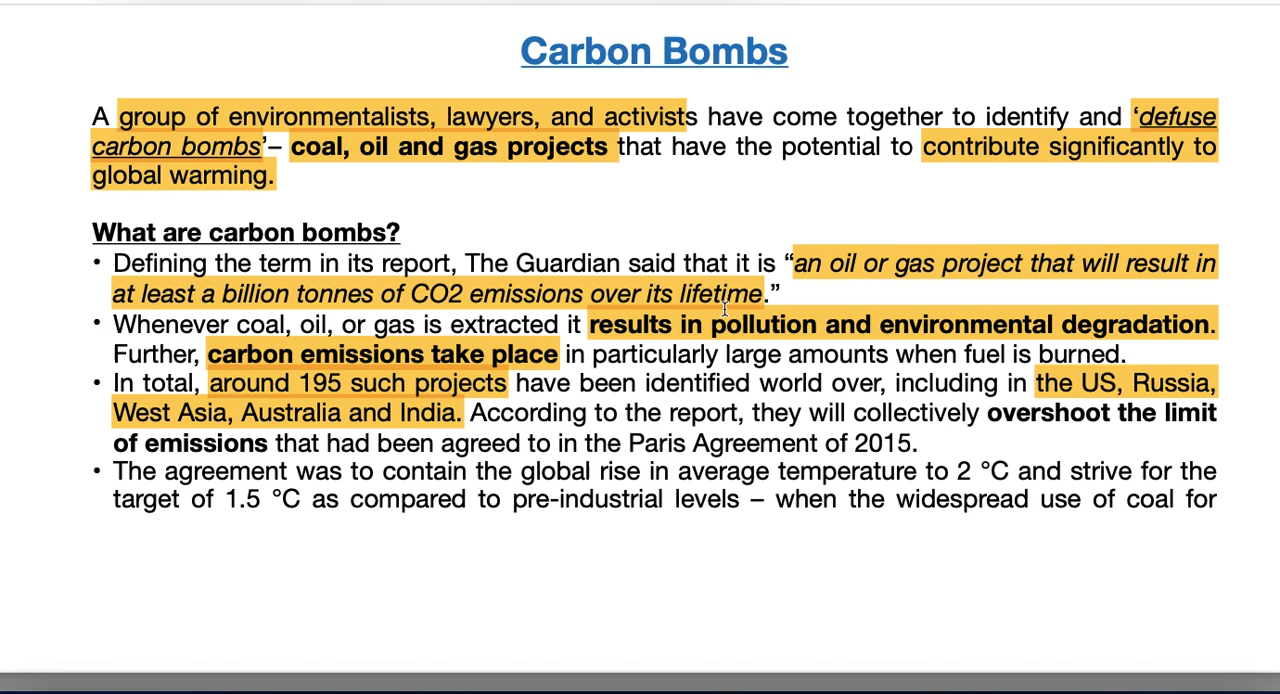 Carbon Bombs
A group of environmentalists, lawyers, and activists have come together to identify and ‘defuse
carbon bombs’– coal, oil and gas projects that have the potential to contribute significantly to
global warming.
What are carbon bombs?
• Defining the term in its report, The Guardian said that it is “an oil or gas project that will result in
at least a billion tonnes of CO2 emissions over its lifetime.”
• Whenever coal, oil, or gas is extracted it results in pollution and environmental degradation.
Further, carbon emissions take place in particularly large amounts when fuel is burned.
• In total, around 195 such projects have been identified world over, including in the US, Russia,
West Asia, Australia and India. According to the report, they will collectively overshoot the limit
of emissions that had been agreed to in the Paris Agreement of 2015.
• The agreement was to contain the global rise in average temperature to 2 °C and strive for the
target of 1.5 °C as compared to pre-industrial levels – when the widespread use of coal for